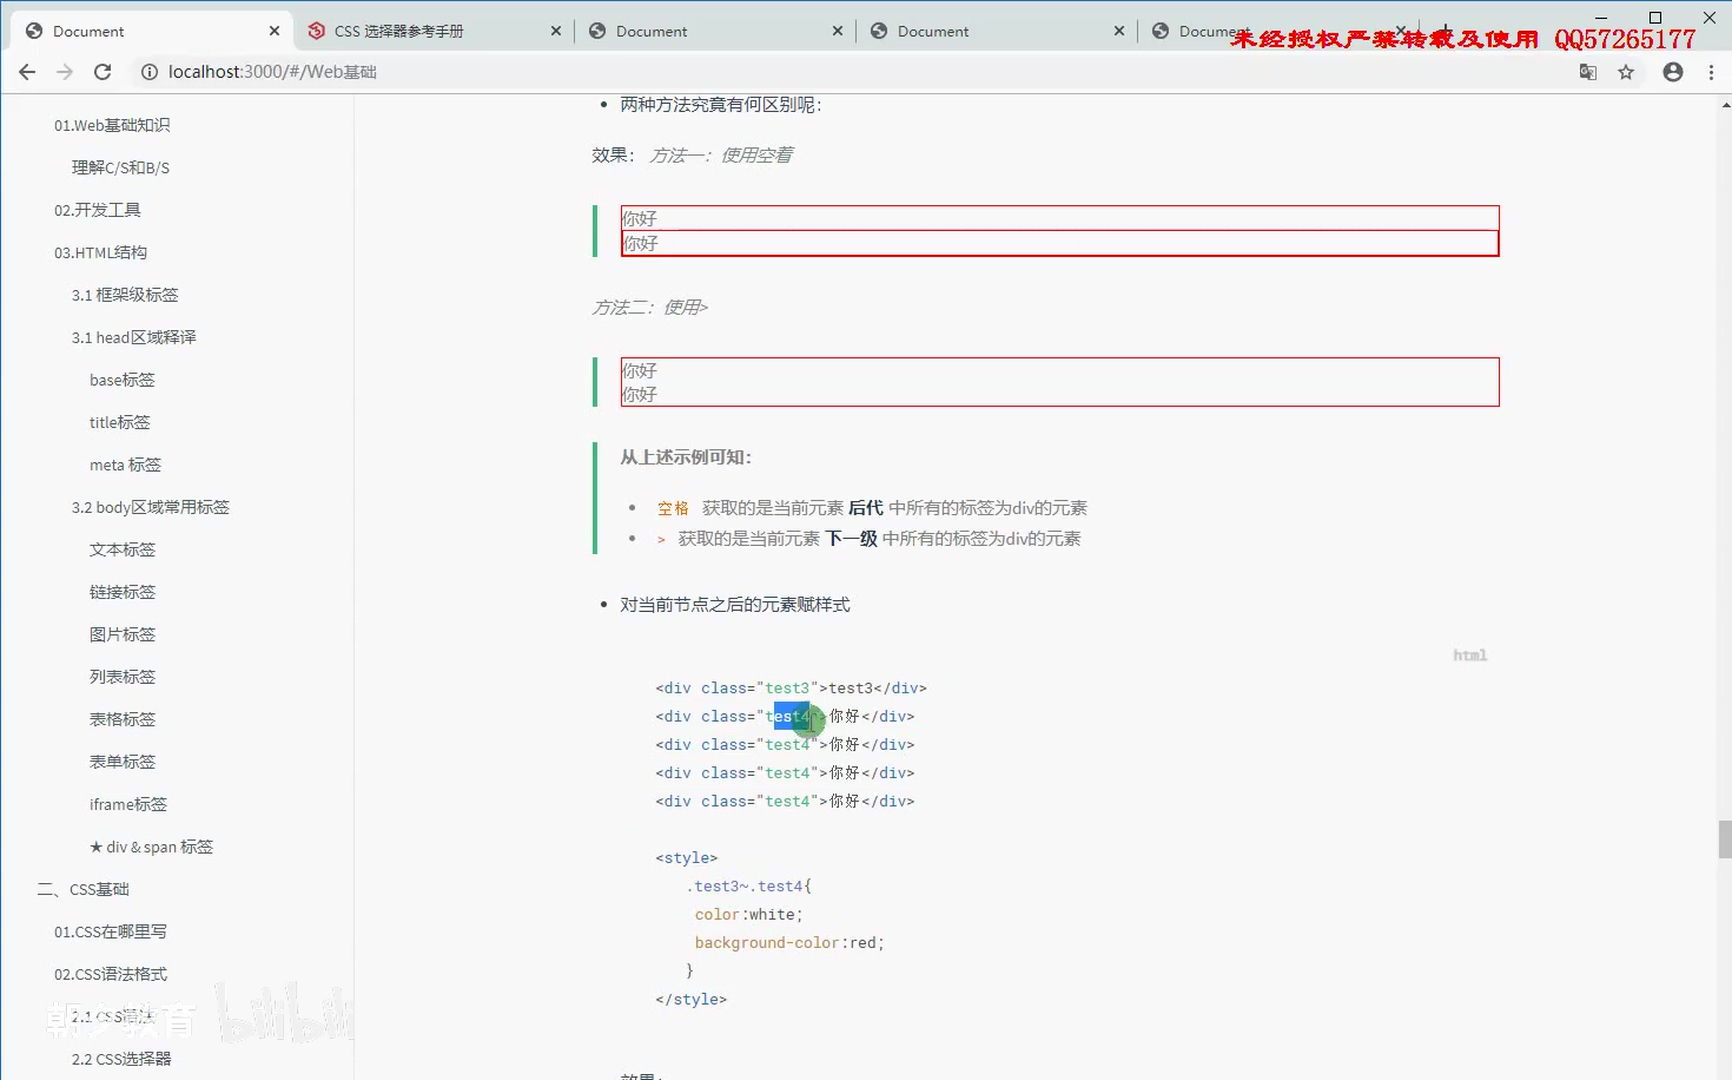 Document
CSS 选择器参考手册
Document
Document
Docum
未经授权严禁转载及使用 QQ57265177
localhost:3000/#/Web基础
01.Web基础知识
理解C/S和B/S
02.开发工具
03.HTML结构
3.1 框架级标签
3.1 head区域释译
base标签
title标签
meta 标签
3.2 body区域常用标签
文本标签
链接标签
图片标签
列表标签
表格标签
表单标签
iframe标签
★ div & span 标签
二、CSS基础
01.CSS在哪里写
02.CSS语法格式
2.1 CSS语法
2.2 CSS选择器
朝夕教育
bilibili
两种方法究竟有何区别呢：
效果： 方法一：使用空着
你好
你好
方法二：使用>
你好
你好
从上述示例可知：
空格 获取的是当前元素 后代 中所有的标签为div的元素
> 获取的是当前元素 下一级 中所有的标签为div的元素
对当前节点之后的元素赋样式
html
<div class="test3">test3</div>
<div class="test4">你好</div>
<div class="test4">你好</div>
<div class="test4">你好</div>
<div class="test4">你好</div>
<style>
.test3~.test4{
color:white;
background-color:red;
}
</style>
效果：